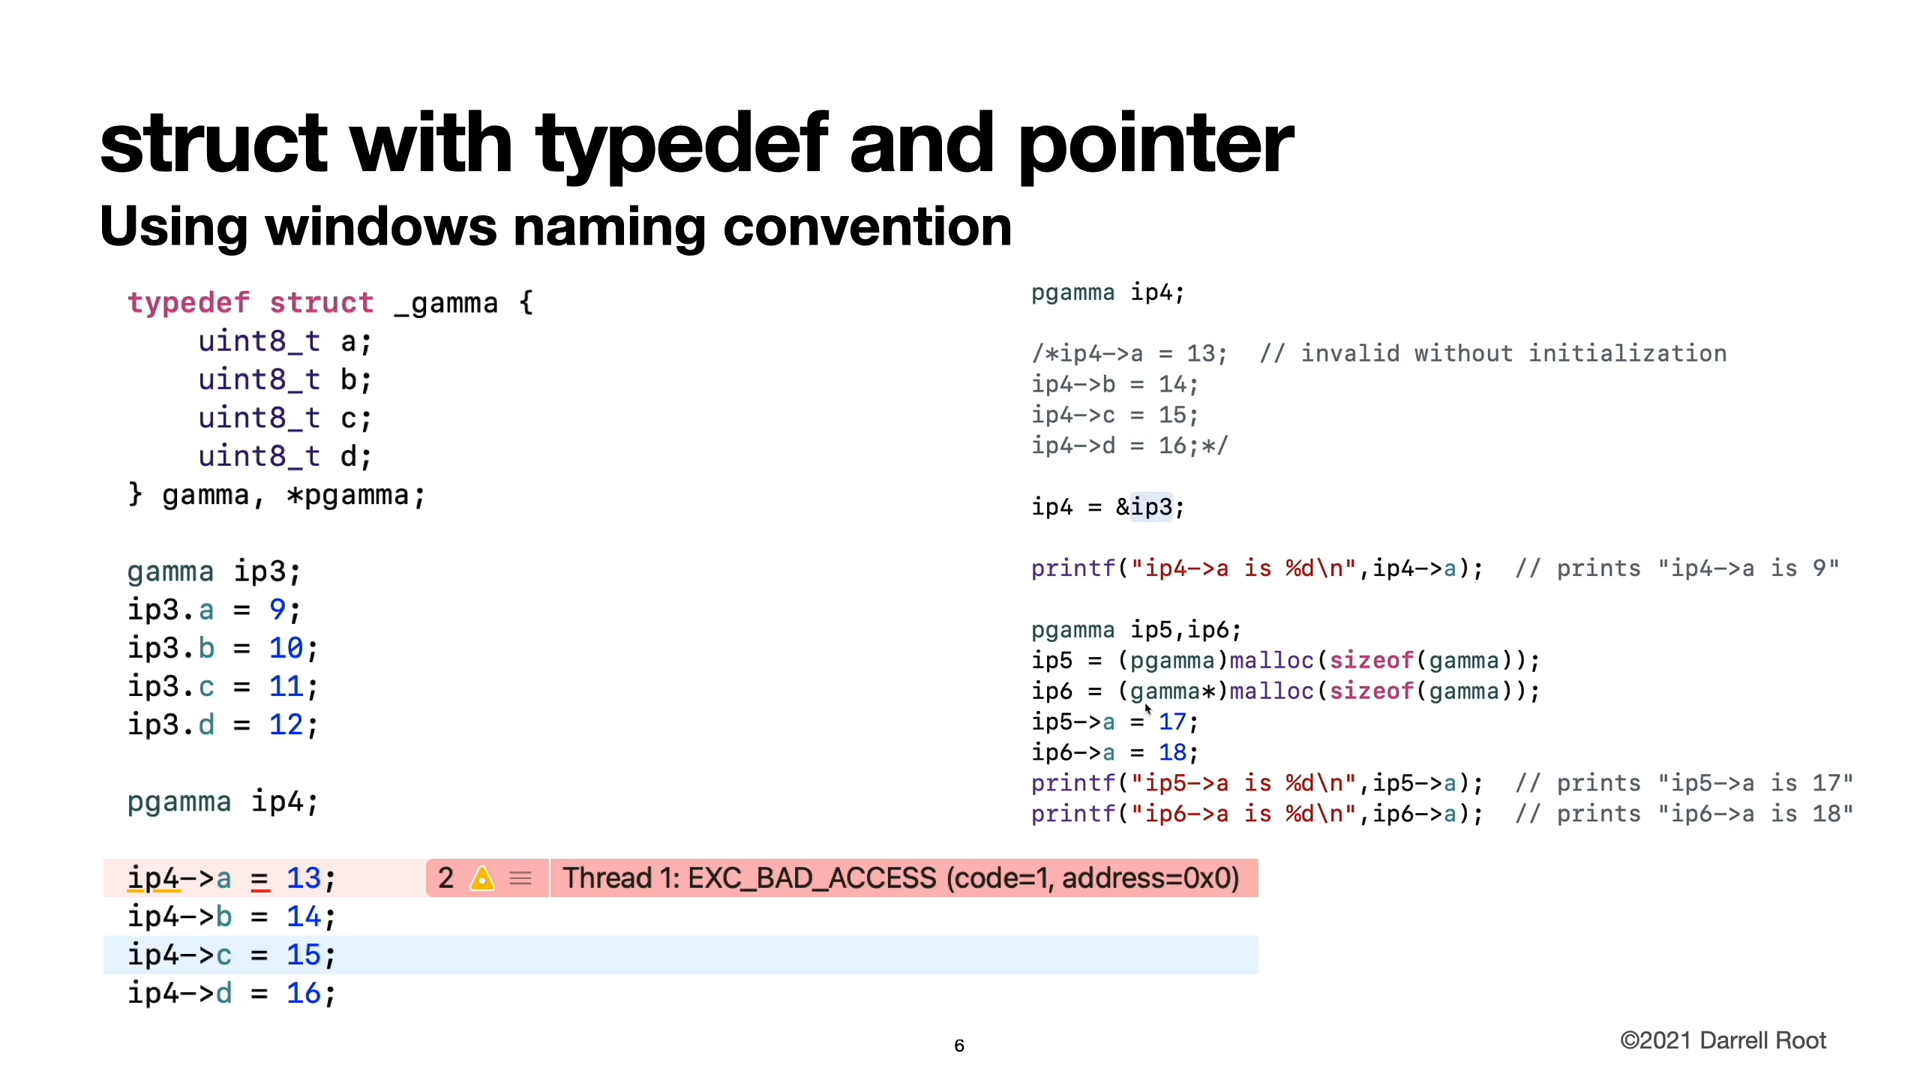 struct with typedef and pointer
Using windows naming convention
typedef struct _gamma {
    uint8_t a;
    uint8_t b;
    uint8_t c;
    uint8_t d;
} gamma, *pgamma;
gamma ip3;
ip3.a = 9;
ip3.b = 10;
ip3.c = 11;
ip3.d = 12;
pgamma ip4;
ip4->a = 13; 2 Thread 1: EXC_BAD_ACCESS (code=1, address=0x0)
ip4->b = 14;
ip4->c = 15;
ip4->d = 16;
pgamma ip4;
/*ip4->a = 13;  // invalid without initialization
ip4->b = 14;
ip4->c = 15;
ip4->d = 16;*/
ip4 = &ip3;
printf("ip4->a is %d\n",ip4->a);  // prints "ip4->a is 9"
pgamma ip5,ip6;
ip5 = (pgamma)malloc(sizeof(gamma));
ip6 = (gamma*)malloc(sizeof(gamma));
ip5->a = 17;
ip6->a = 18;
printf("ip5->a is %d\n",ip5->a);  // prints "ip5->a is 17"
printf("ip6->a is %d\n",ip6->a);  // prints "ip6->a is 18"
6
©2021 Darrell Root